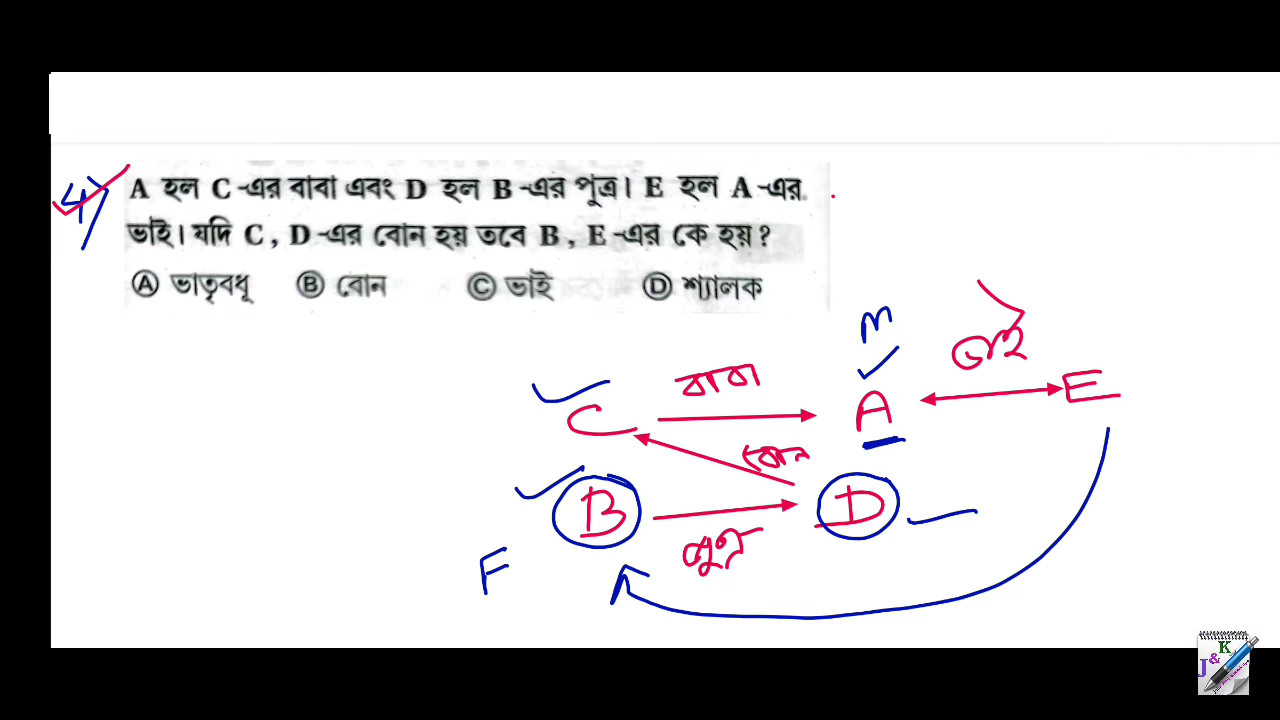 4)
A হল C-এর বাবা এবং D হল B-এর পুত্র। E হল A-এর
ভাই। যদি C, D-এর বোন হয় তবে B, E-এর কে হয়?
Ⓐ ভাতৃবধূ Ⓑ বোন Ⓒ ভাই Ⓓ শ্যালক
M
C বাবা A ভাই E
বোন
B পুত্র D
F
J&K